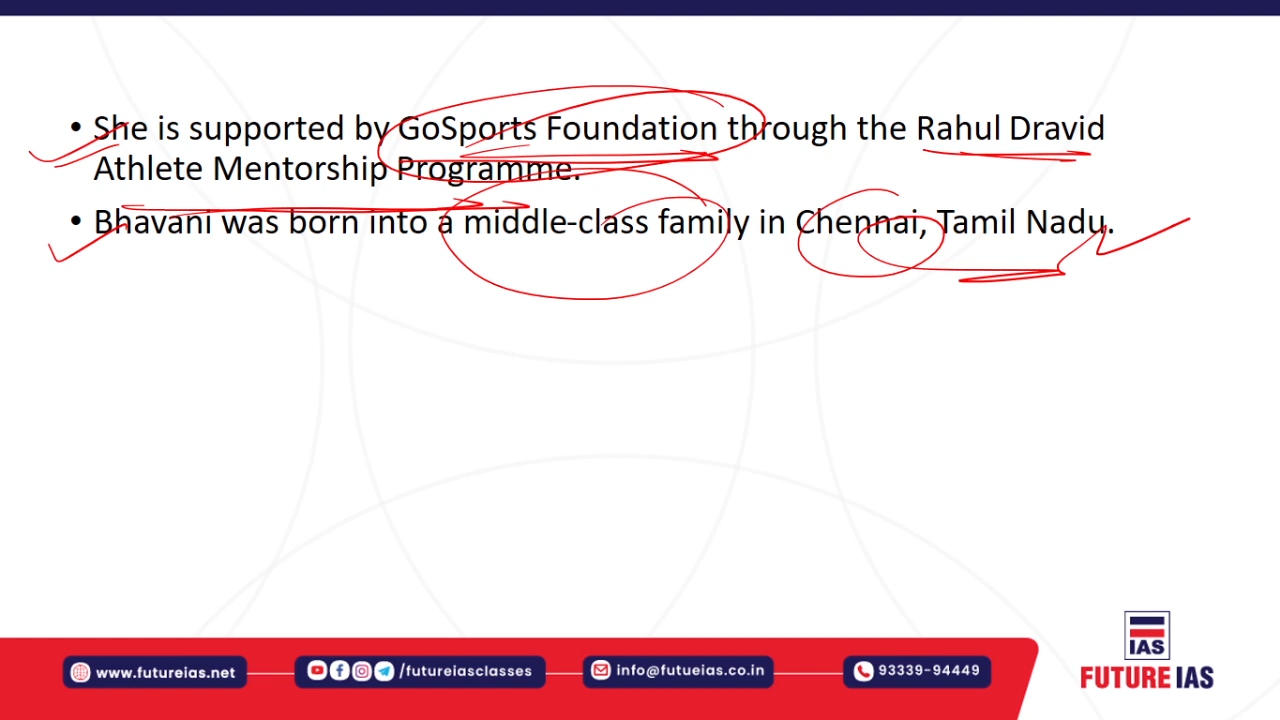 • She is supported by GoSports Foundation through the Rahul Dravid
Athlete Mentorship Programme.
• Bhavani was born into a middle-class family in Chennai, Tamil Nadu.
IAS
FUTURE IAS
www.futureias.net
/futureiasclasses
info@futueias.co.in
93339-94449